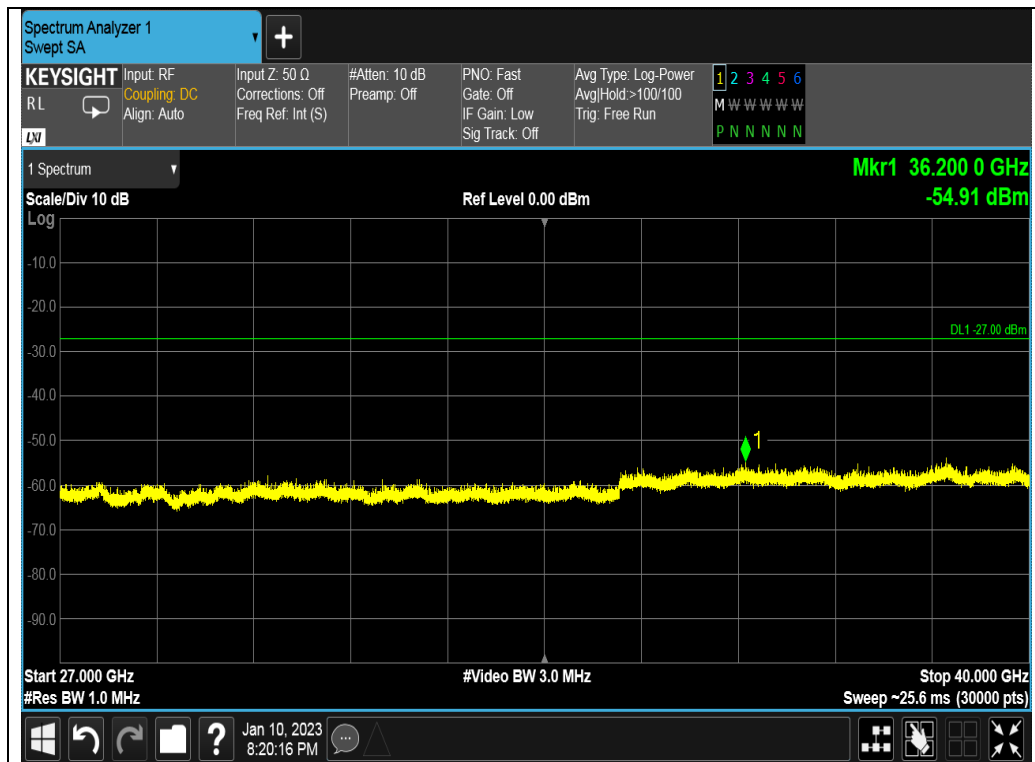 Spectrum Analyzer 1
Swept SA
+
KEYSIGHT
RL
LXI
Input: RF
Coupling: DC
Align: Auto
Input Z: 50 Ω
Corrections: Off
Freq Ref: Int (S)
#Atten: 10 dB
Preamp: Off
PNO: Fast
Gate: Off
IF Gain: Low
Sig Track: Off
Avg Type: Log-Power
Avg|Hold:>100/100
Trig: Free Run
1 2 3 4 5 6
M W W W W W
P N N N N N
1 Spectrum
Mkr1 36.200 0 GHz
-54.91 dBm
Scale/Div 10 dB
Ref Level 0.00 dBm
Log
-10.0
-20.0
DL1 -27.00 dBm
-30.0
-40.0
-50.0
1
-60.0
-70.0
-80.0
-90.0
Start 27.000 GHz
#Video BW 3.0 MHz
Stop 40.000 GHz
#Res BW 1.0 MHz
Sweep ~25.6 ms (30000 pts)
?
Jan 10, 2023
8:20:16 PM